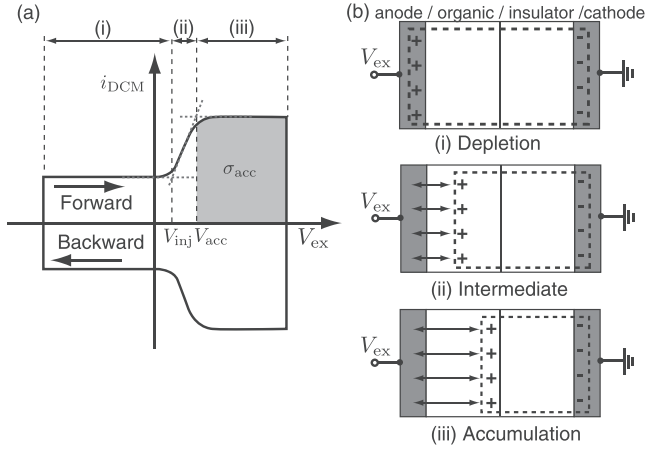 (a)
(i) (ii) (iii)
i_DCM
σ_acc
Forward
V_inj V_acc V_ex
Backward
(b) anode / organic / insulator /cathode
V_ex
+ -
+ -
+ -
+ -
(i) Depletion
V_ex
+ -
+ -
+ -
+ -
(ii) Intermediate
V_ex
+ -
+ -
+ -
+ -
(iii) Accumulation